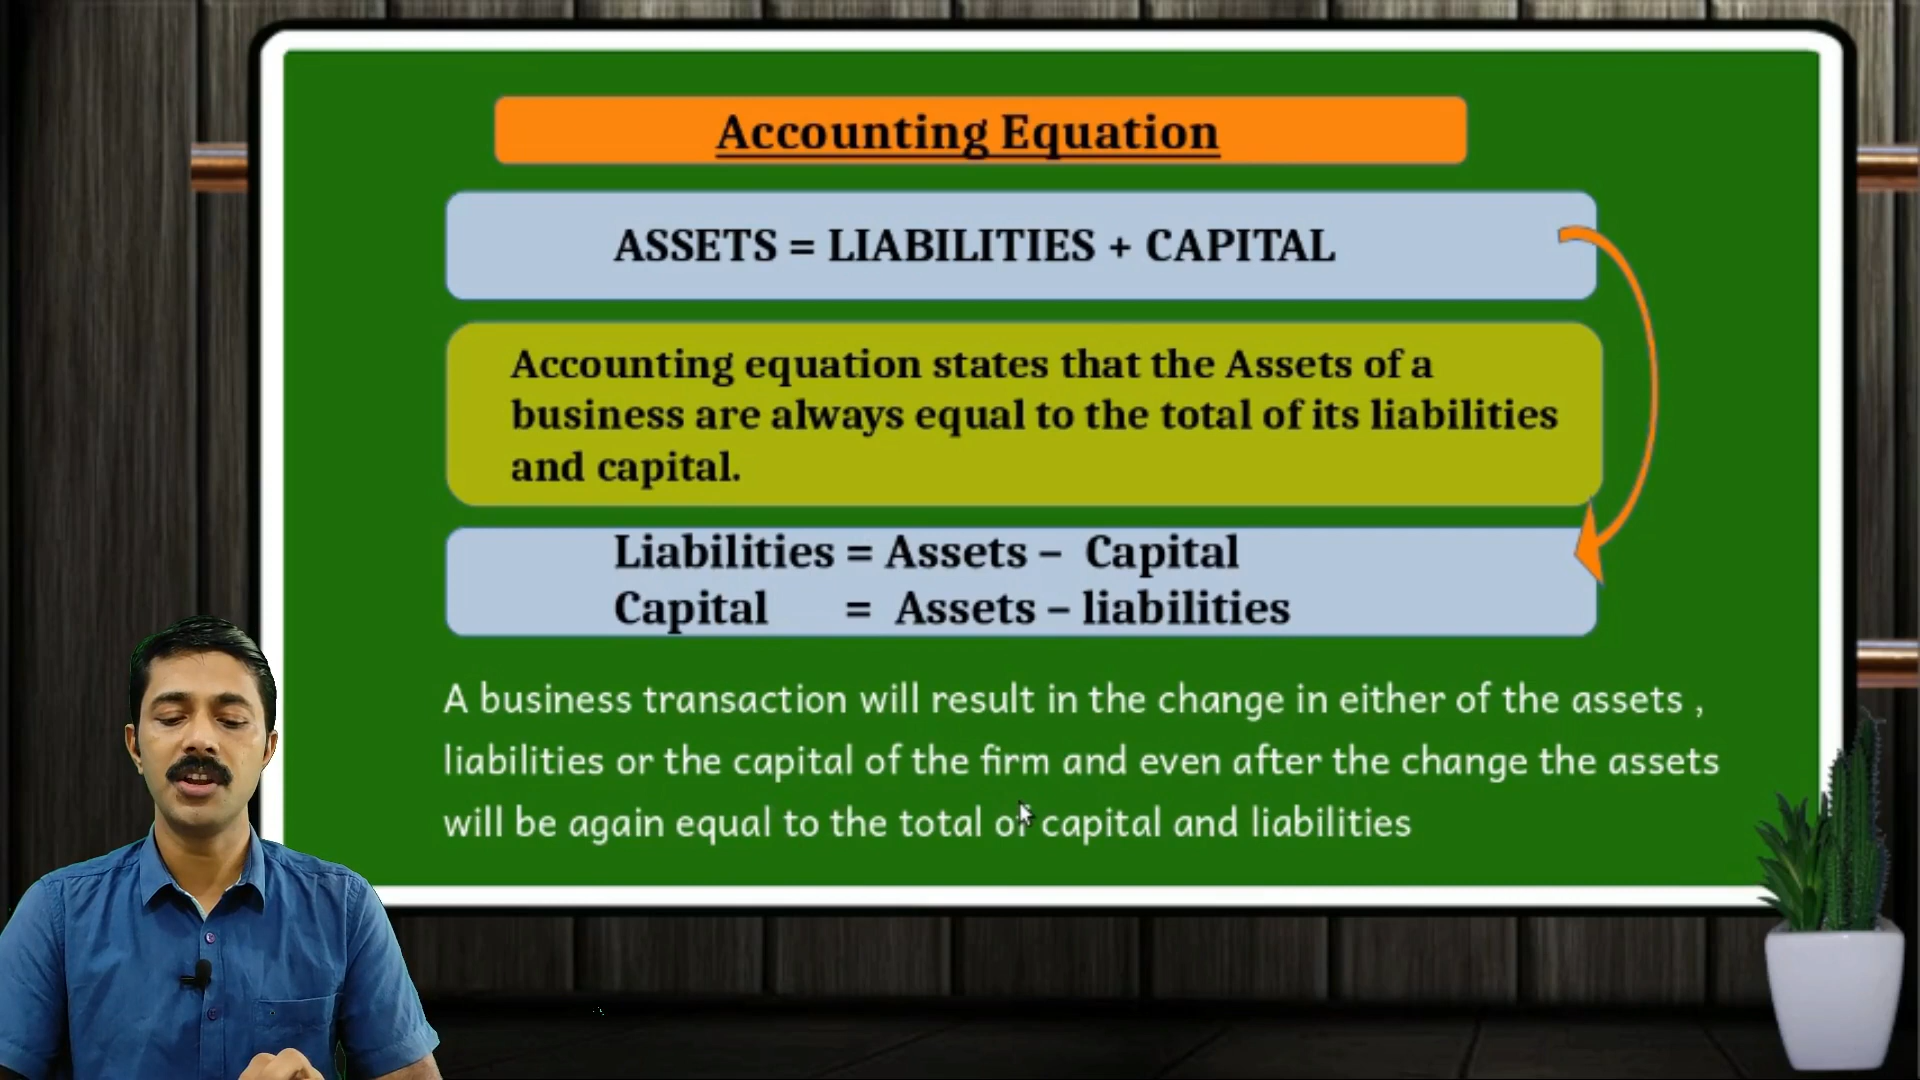 Accounting Equation
ASSETS = LIABILITIES + CAPITAL
Accounting equation states that the Assets of a
business are always equal to the total of its liabilities
and capital.
Liabilities = Assets – Capital
Capital = Assets – liabilities
A business transaction will result in the change in either of the assets ,
liabilities or the capital of the firm and even after the change the assets
will be again equal to the total of capital and liabilities